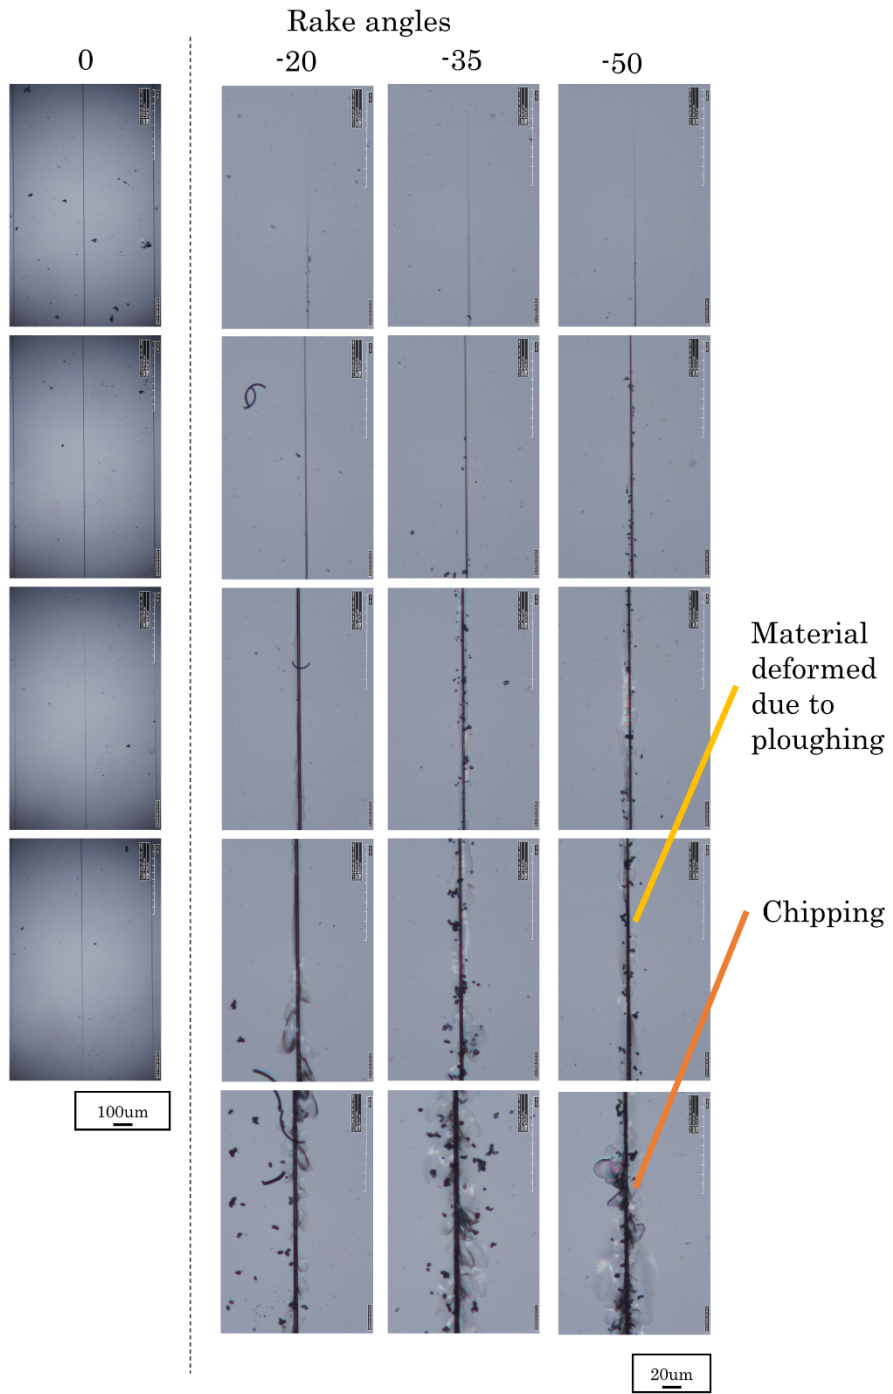 Rake angles
0
-20
-35
-50
Material
deformed
due to
ploughing
Chipping
100um
20um